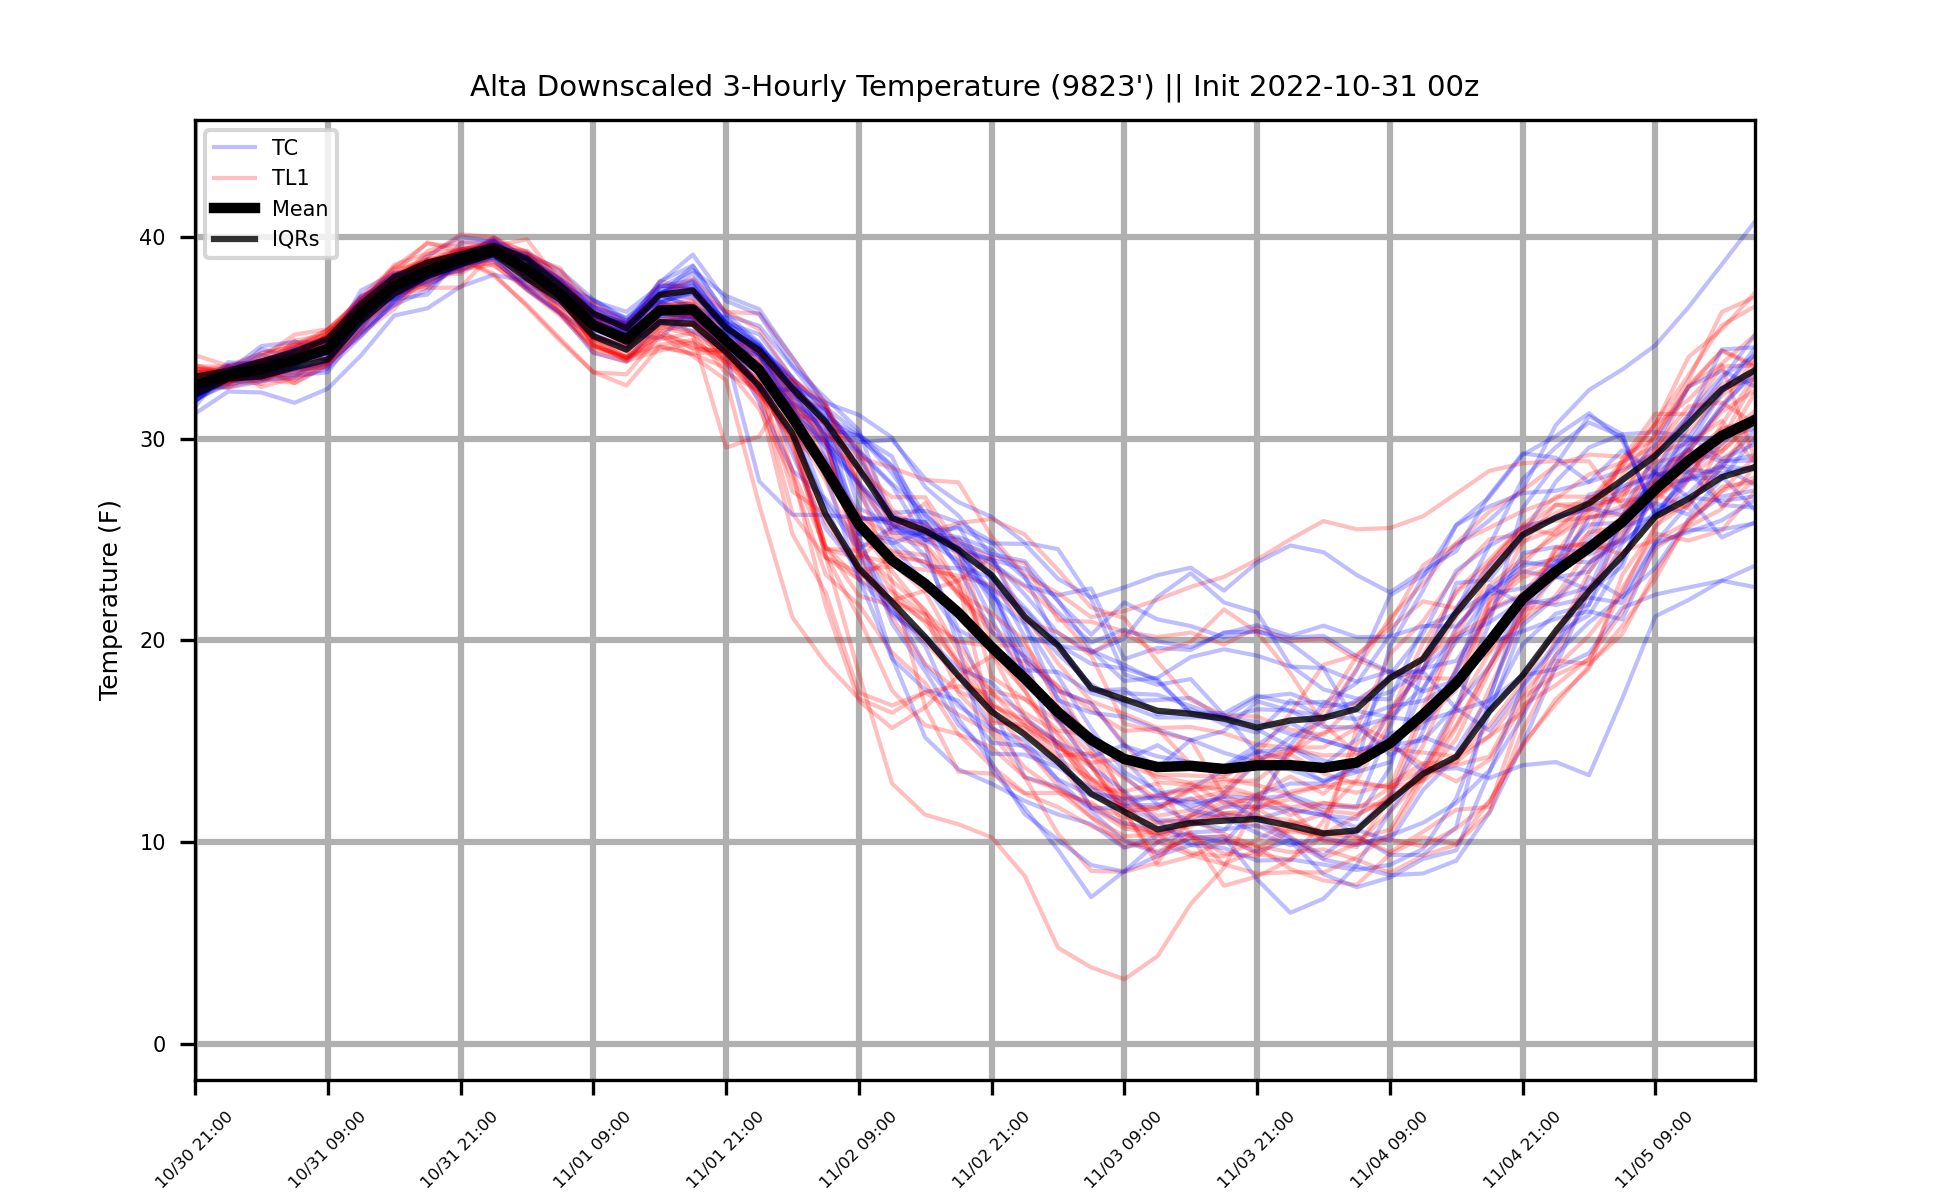 Alta Downscaled 3-Hourly Temperature (9823') || Init 2022-10-31 00z
TC
TL1
Mean
IQRs
Temperature (F)
40
30
20
10
0
10/30 21:00
10/31 09:00
10/31 21:00
11/01 09:00
11/01 21:00
11/02 09:00
11/02 21:00
11/03 09:00
11/03 21:00
11/04 09:00
11/04 21:00
11/05 09:00